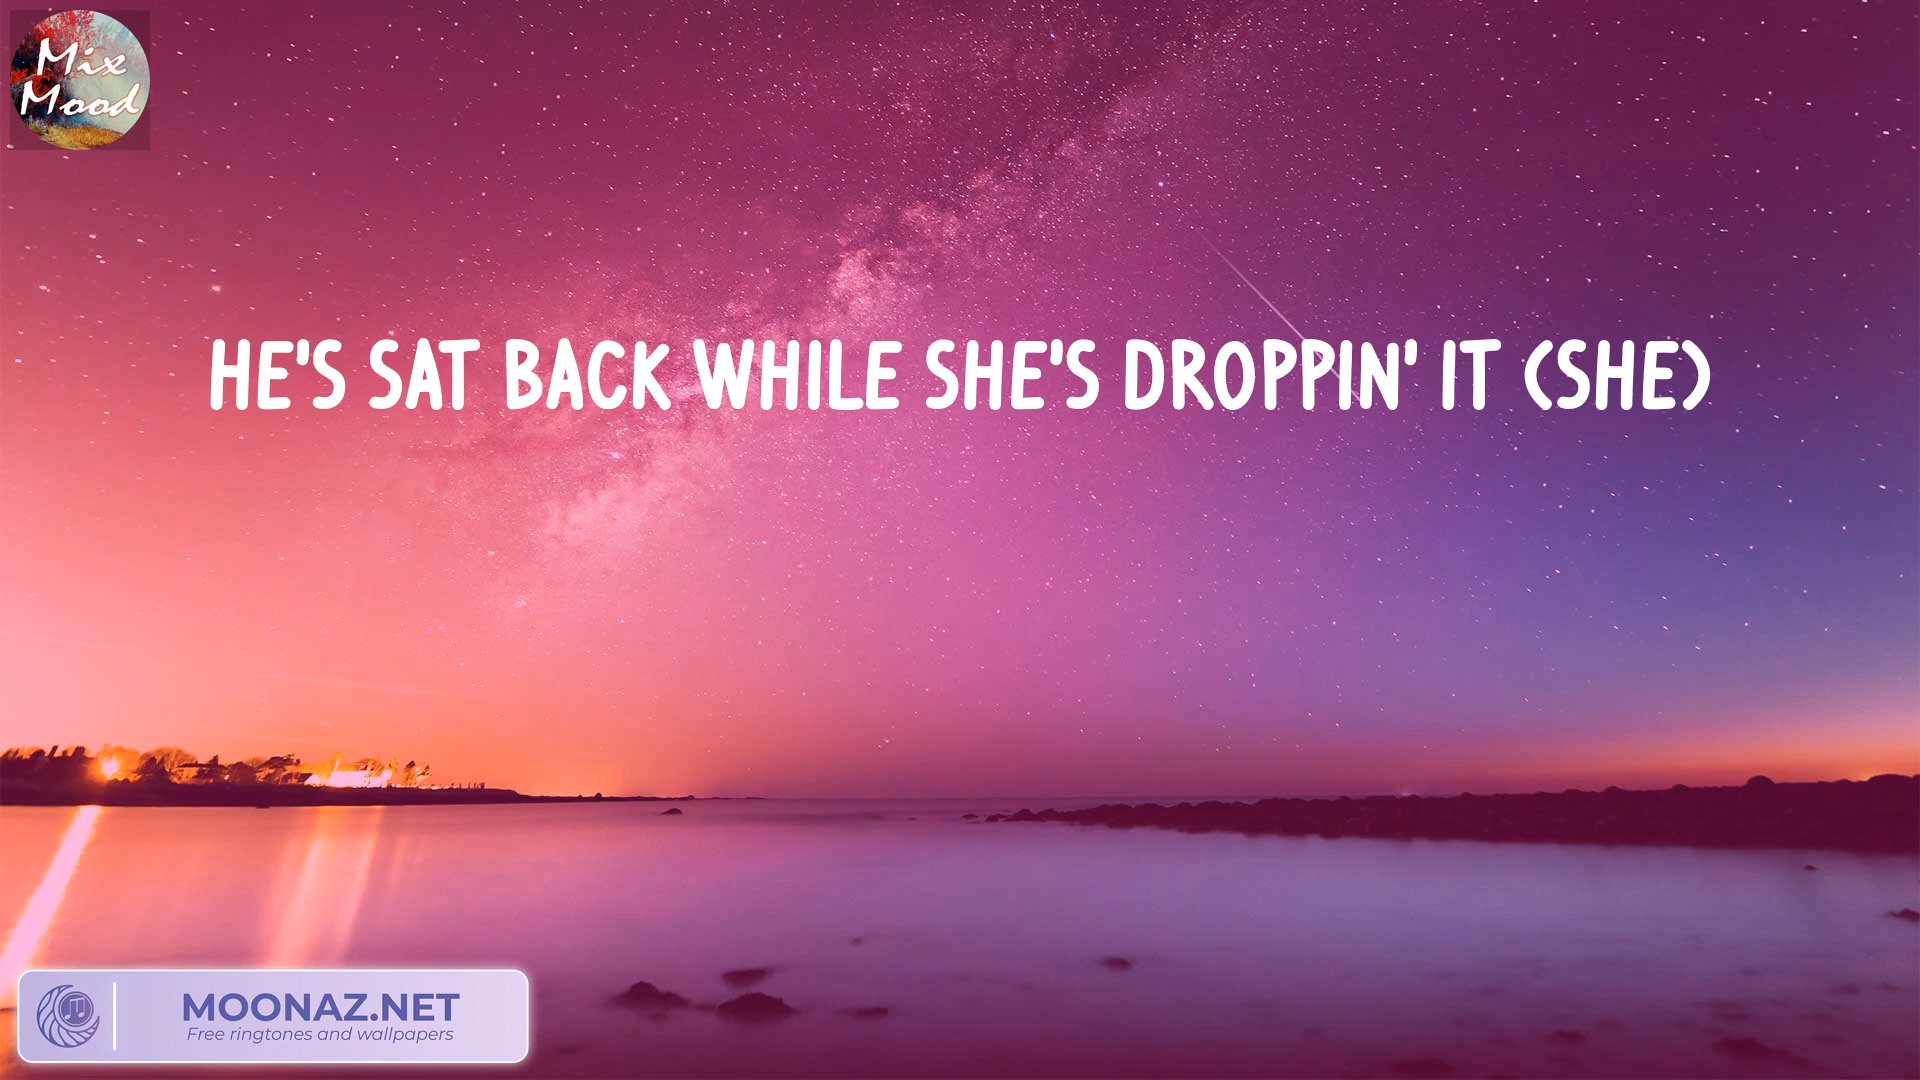 Mix
Mood
HE'S SAT BACK WHILE SHE'S DROPPIN' IT (SHE)
MOONAZ.NET
Free ringtones and wallpapers